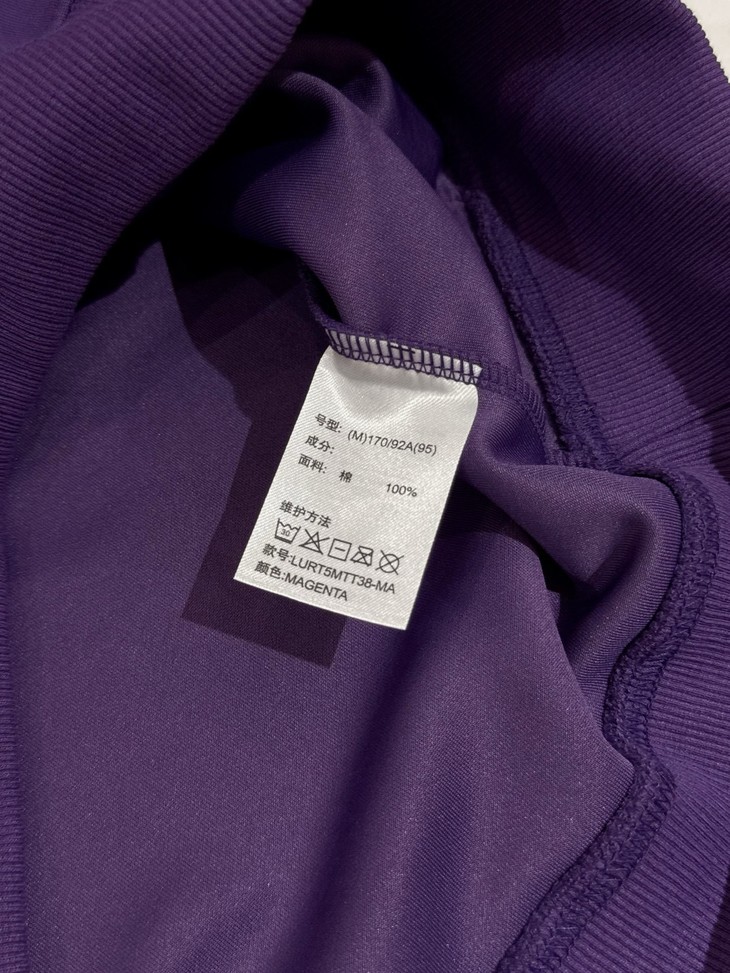 号型: (M)170/92A(95)
成分:
面料: 棉 100%
维护方法
30
款号:LURT5MTT38-MA
颜色:MAGENTA